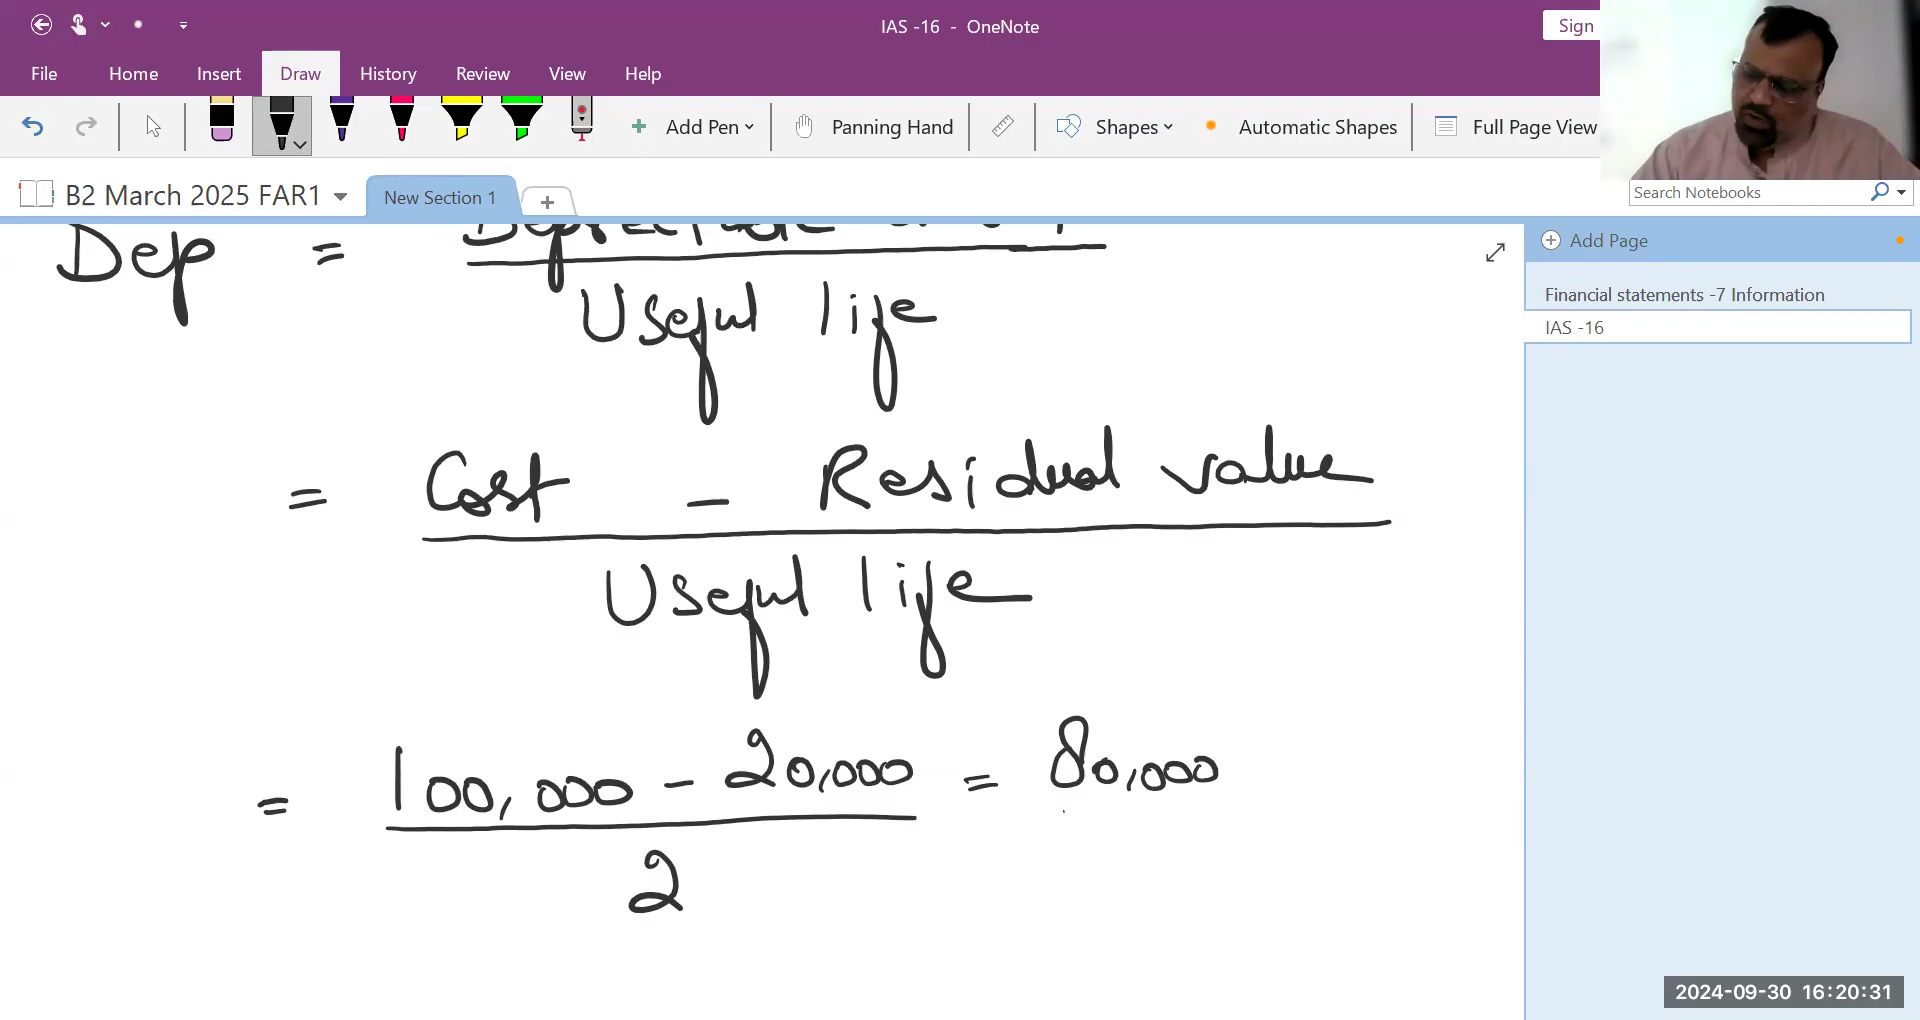 IAS -16 - OneNote
Sign
File Home Insert Draw History Review View Help
Add Pen Panning Hand Shapes Automatic Shapes Full Page View
B2 March 2025 FAR1 New Section 1
Search Notebooks
Add Page
Financial statements -7 Information
IAS -16
Dep =
Useful life
= Cost - Residual value
Useful life
= 100,000 - 20,000 = 80,000
2
2024-09-30 16:20:31